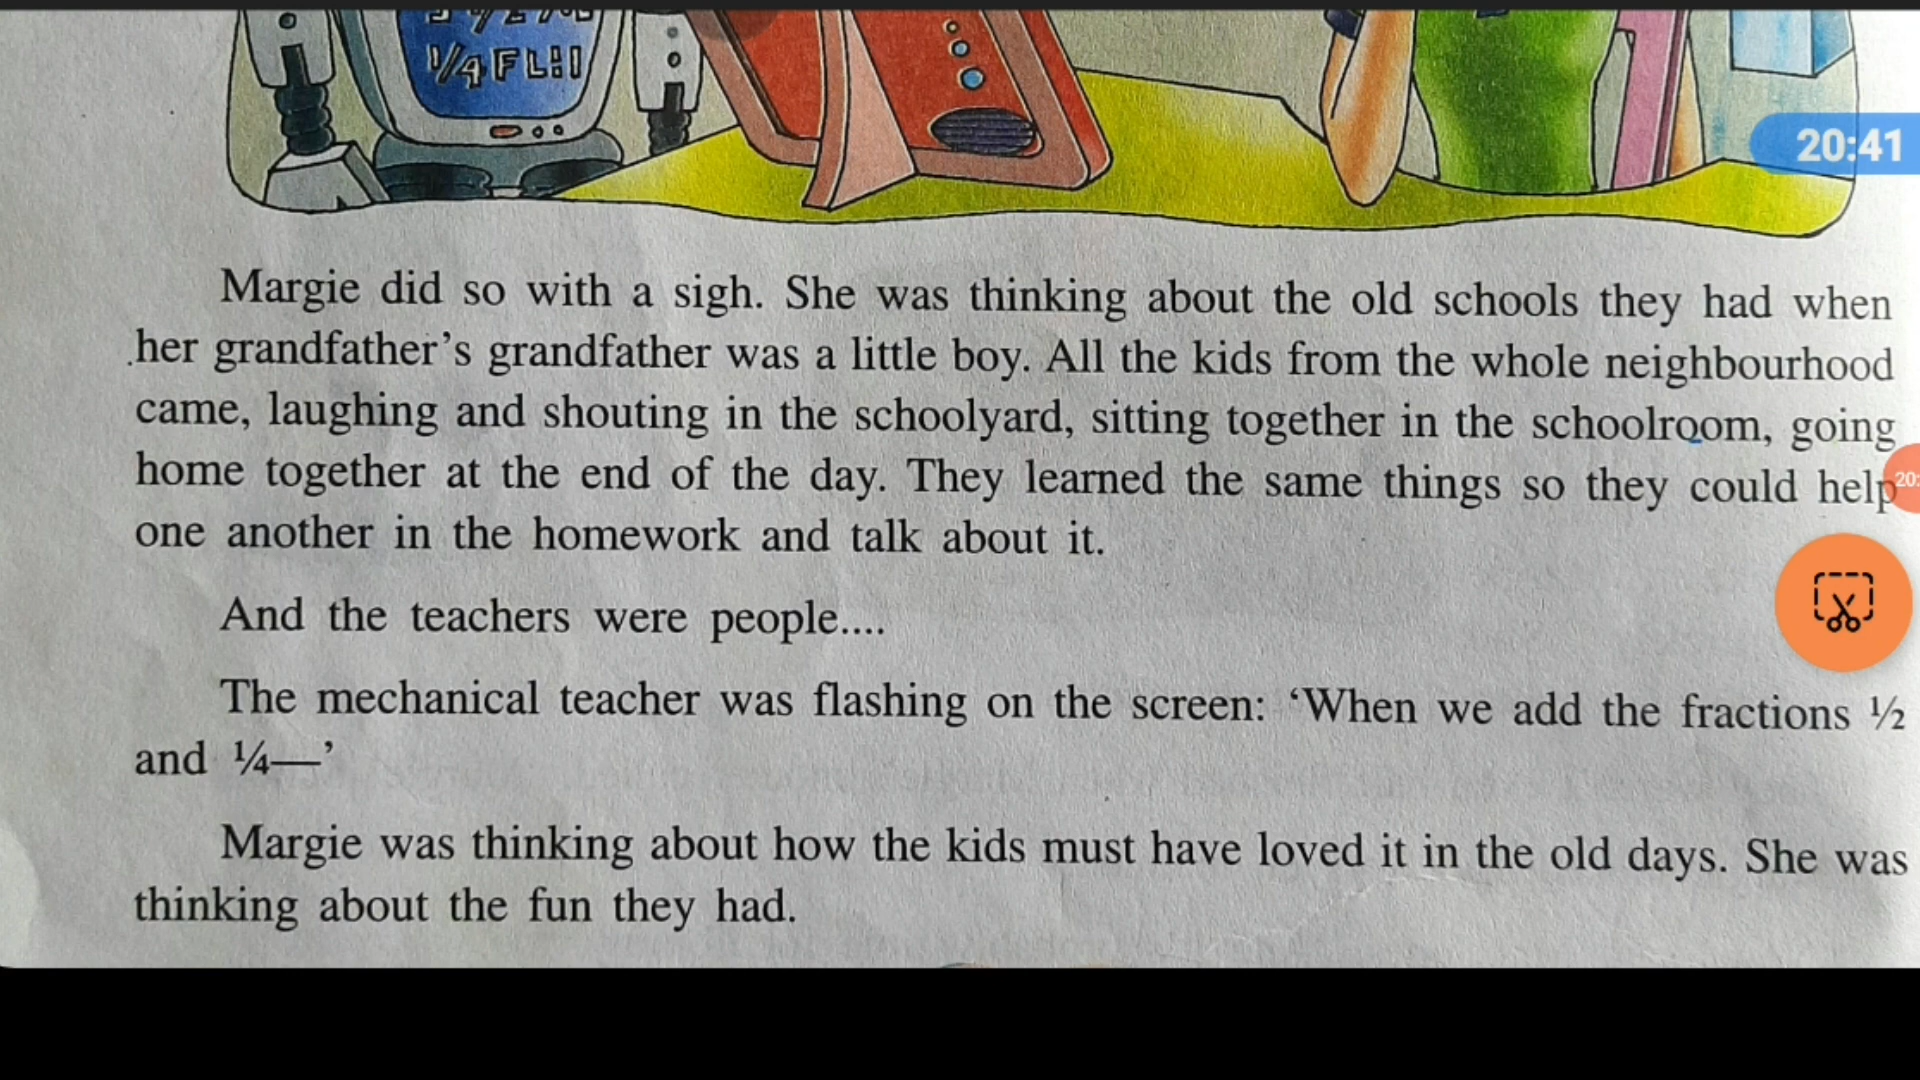 1/4 FL!!
20:41
Margie did so with a sigh. She was thinking about the old schools they had when
her grandfather's grandfather was a little boy. All the kids from the whole neighbourhood
came, laughing and shouting in the schoolyard, sitting together in the schoolroom, going
home together at the end of the day. They learned the same things so they could help
20:
one another in the homework and talk about it.
And the teachers were people....
The mechanical teacher was flashing on the screen: 'When we add the fractions ½
and ¼—'
Margie was thinking about how the kids must have loved it in the old days. She was
thinking about the fun they had.